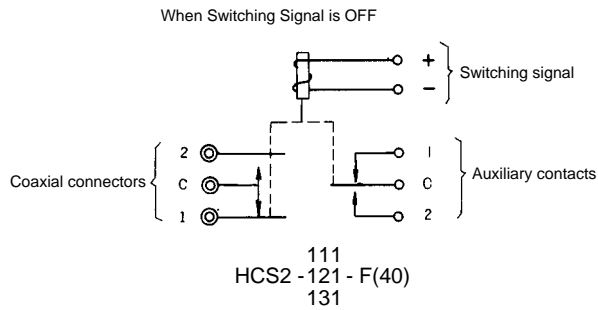 When Switching Signal is OFF
+
Switching signal
−
2
1
Coaxial connectors
C
C
Auxiliary contacts
1
2
111
HCS2 - 121 - F(40)
131